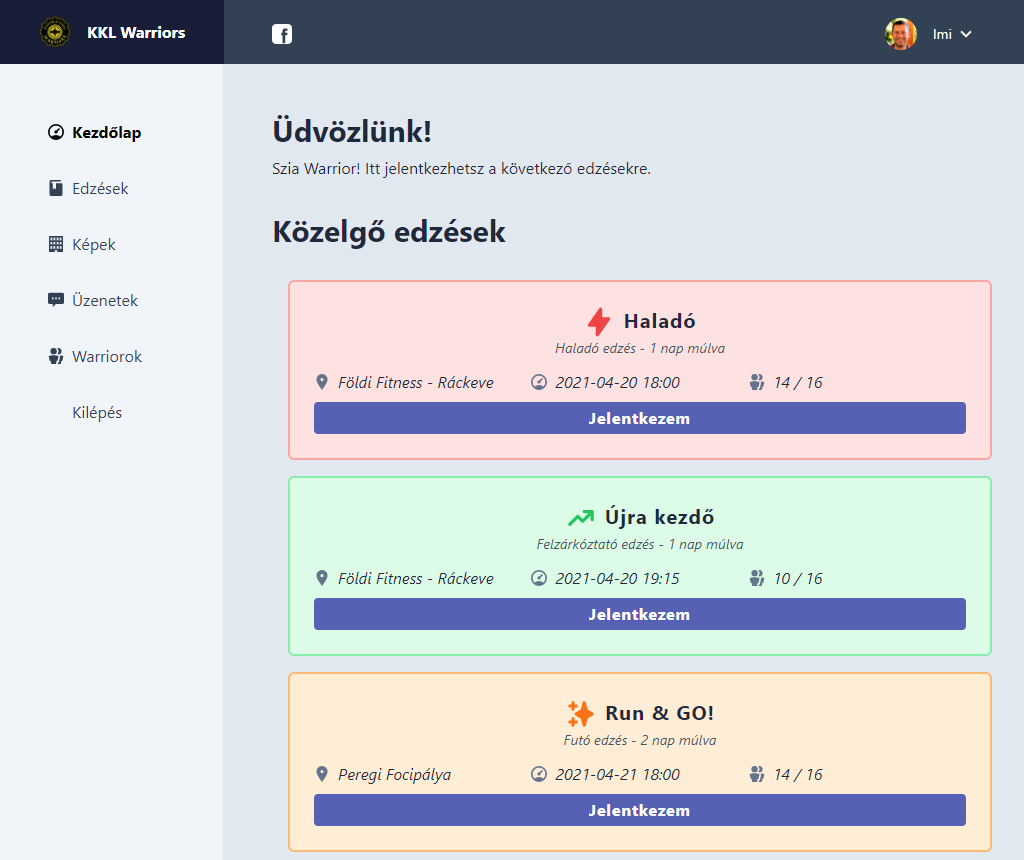 KKL Warriors
Imi
Kezdőlap
Edzések
Képek
Üzenetek
Warriorok
Kilépés
Üdvözlünk!
Szia Warrior! Itt jelentkezhetsz a következő edzésekre.
Közelgő edzések
Haladó
Haladó edzés - 1 nap múlva
Földi Fitness - Ráckeve 2021-04-20 18:00 14 / 16
Jelentkezem
Újra kezdő
Felzárkóztató edzés - 1 nap múlva
Földi Fitness - Ráckeve 2021-04-20 19:15 10 / 16
Jelentkezem
Run & GO!
Futó edzés - 2 nap múlva
Peregi Focipálya 2021-04-21 18:00 14 / 16
Jelentkezem